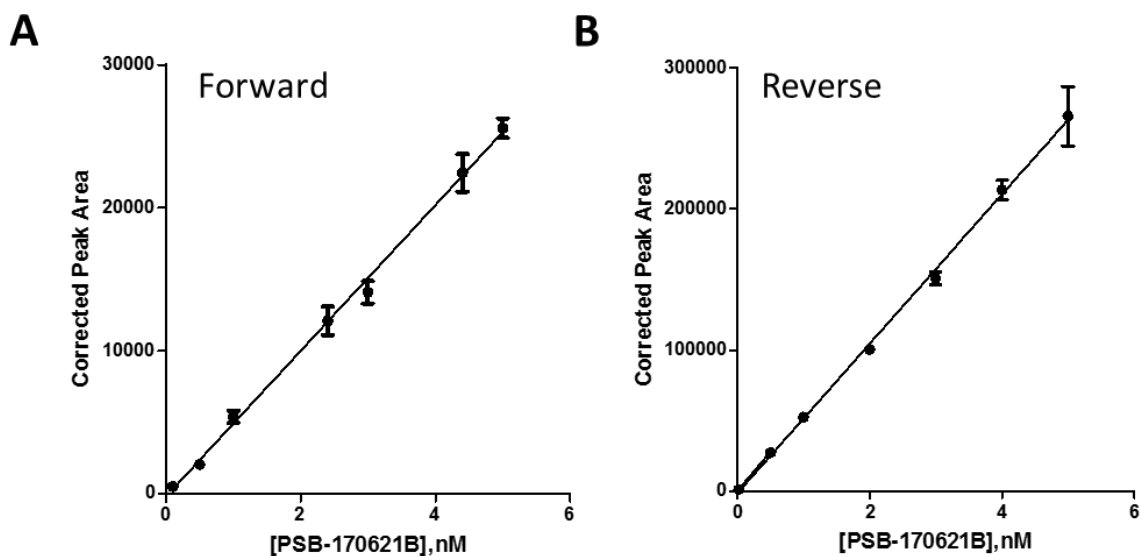 A
Forward
30000
20000
10000
0
Corrected Peak Area
0 2 4 6
[PSB-170621B],nM
B
Reverse
300000
200000
100000
0
Corrected Peak Area
0 2 4 6
[PSB-170621B],nM